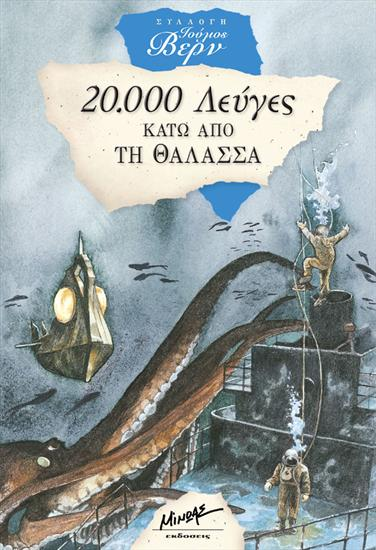 ΣΥΛΛΟΓΗ
Ιούλιος
Βερν
20.000 Λεύγες
ΚΑΤΩ ΑΠΟ
ΤΗ ΘΑΛΑΣΣΑ
ΜΙΝΩΑΣ
εκδόσεις